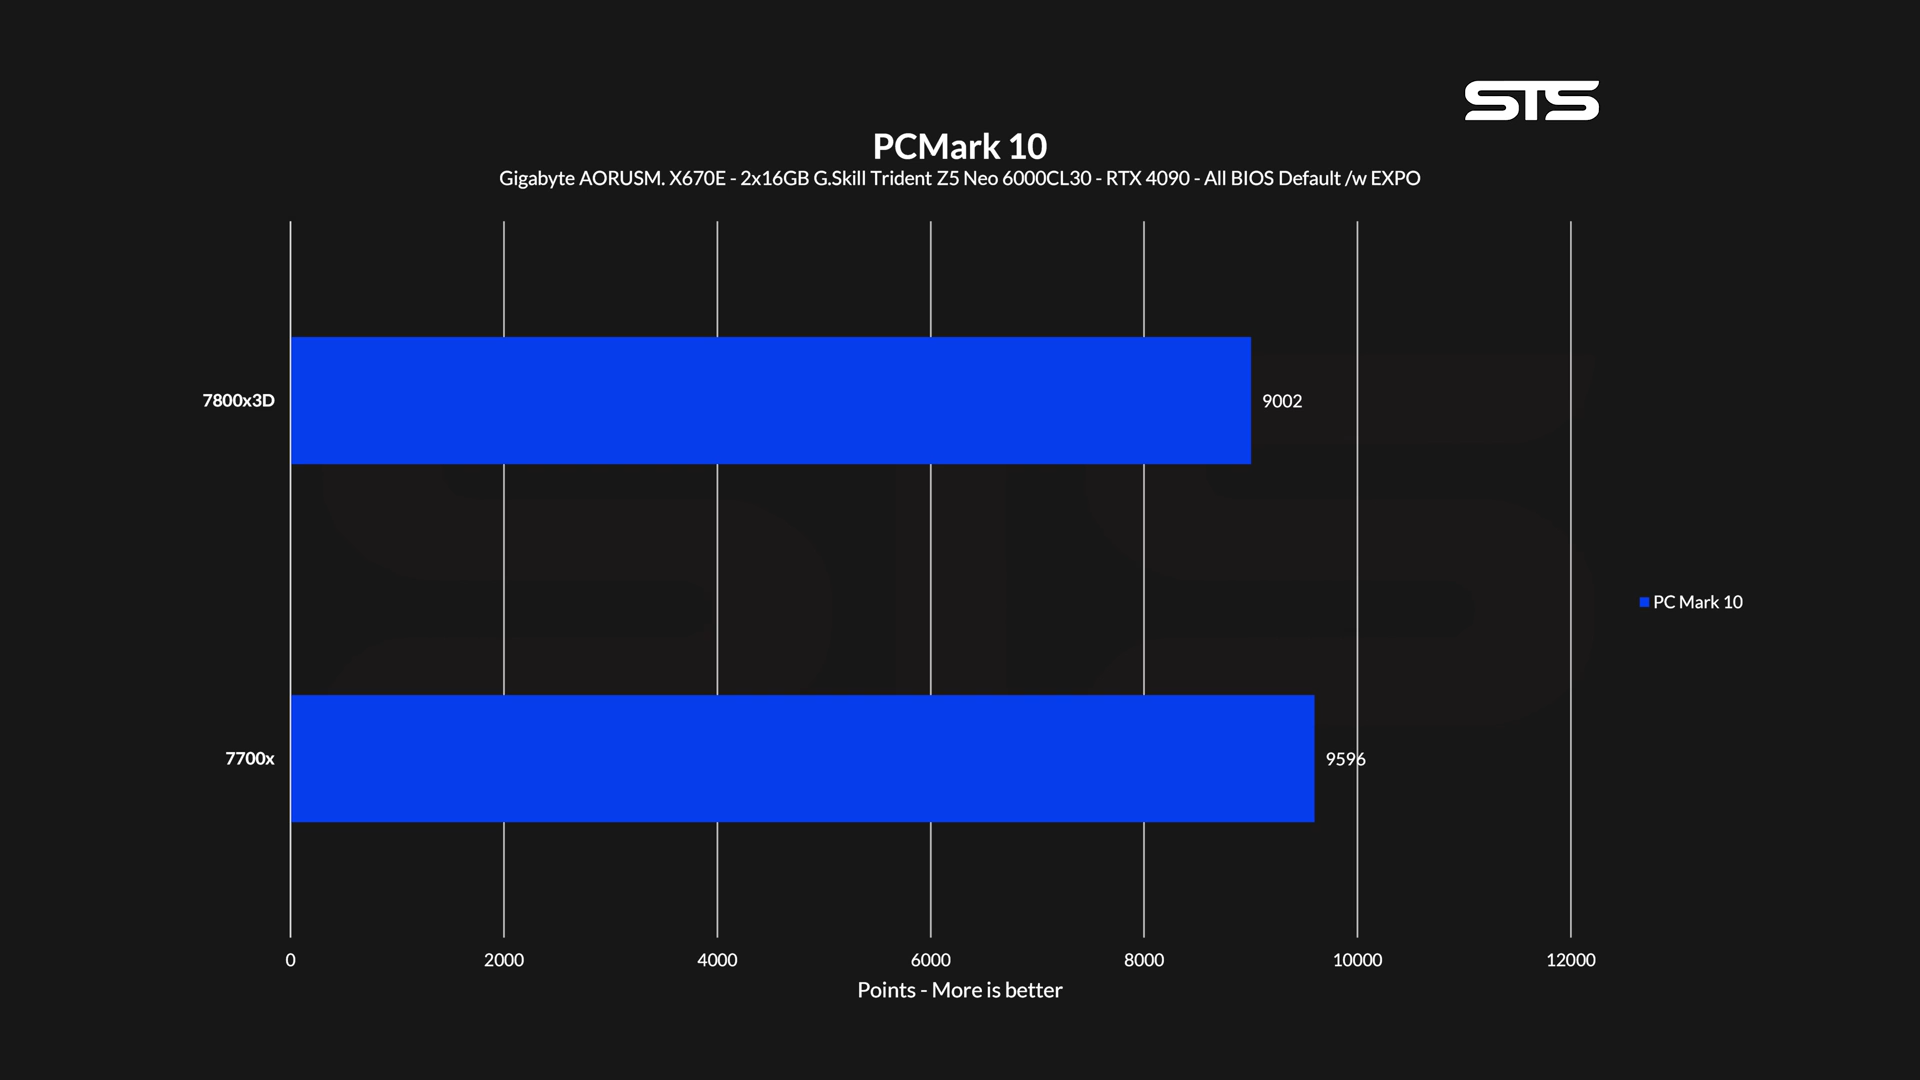 STS
PCMark 10
Gigabyte AORUSM. X670E - 2x16GB G.Skill Trident Z5 Neo 6000CL30 - RTX 4090 - All BIOS Default /w EXPO
7800x3D
9002
PC Mark 10
7700x
9596
0 2000 4000 6000 8000 10000 12000
Points - More is better